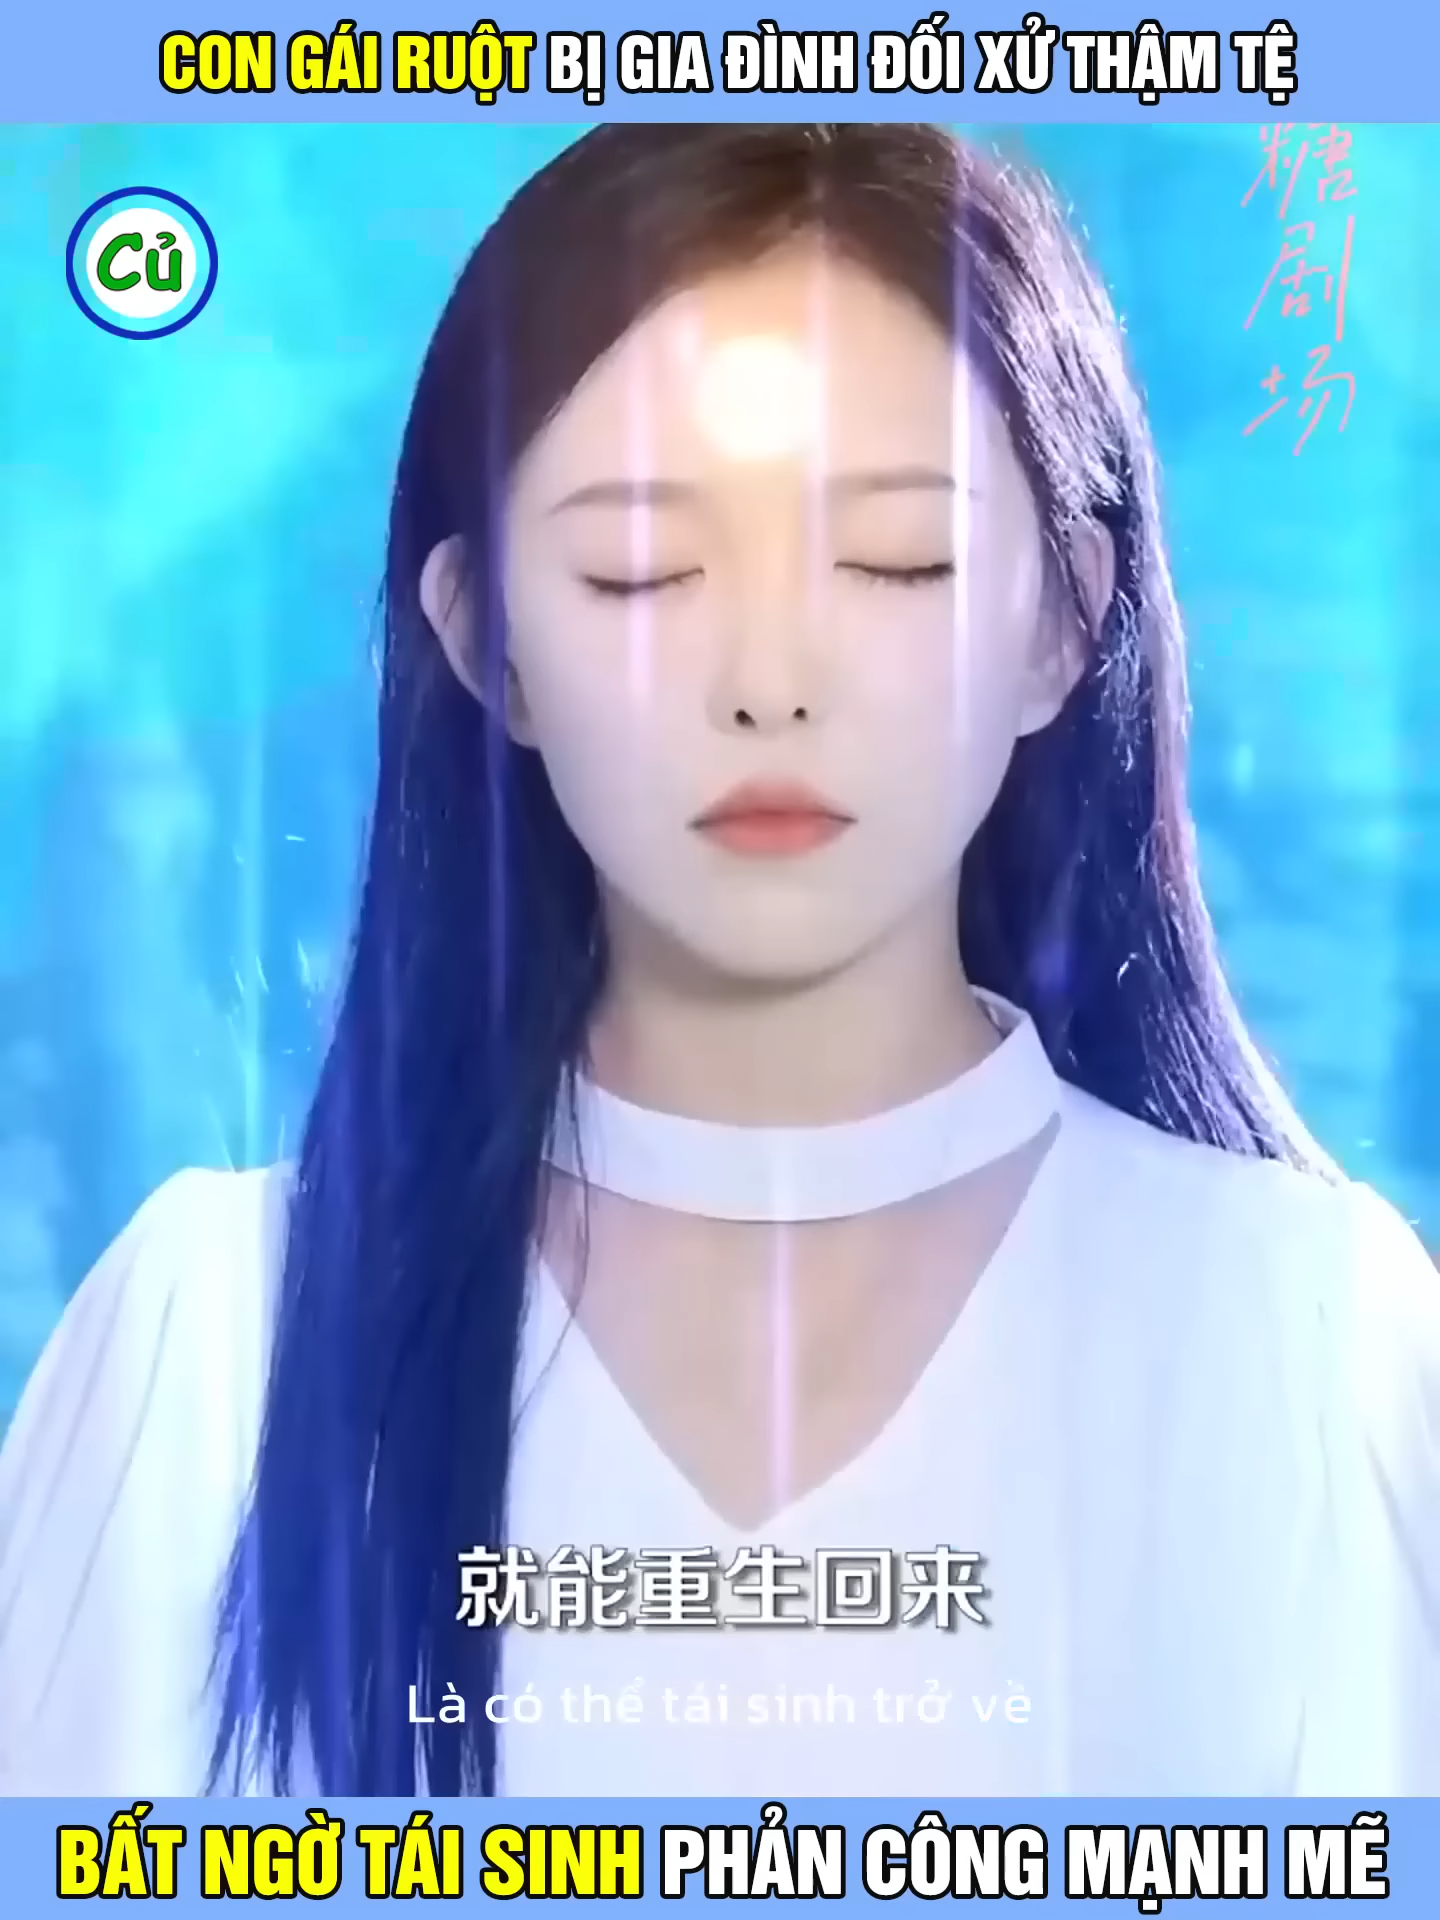 CON GÁI RUỘT BỊ GIA ĐÌNH ĐỐI XỬ THẬM TỆ
Củ
糖剧场
就能重生回来
Là có thể tái sinh trở về
BẤT NGỜ TÁI SINH PHẢN CÔNG MẠNH MẼ